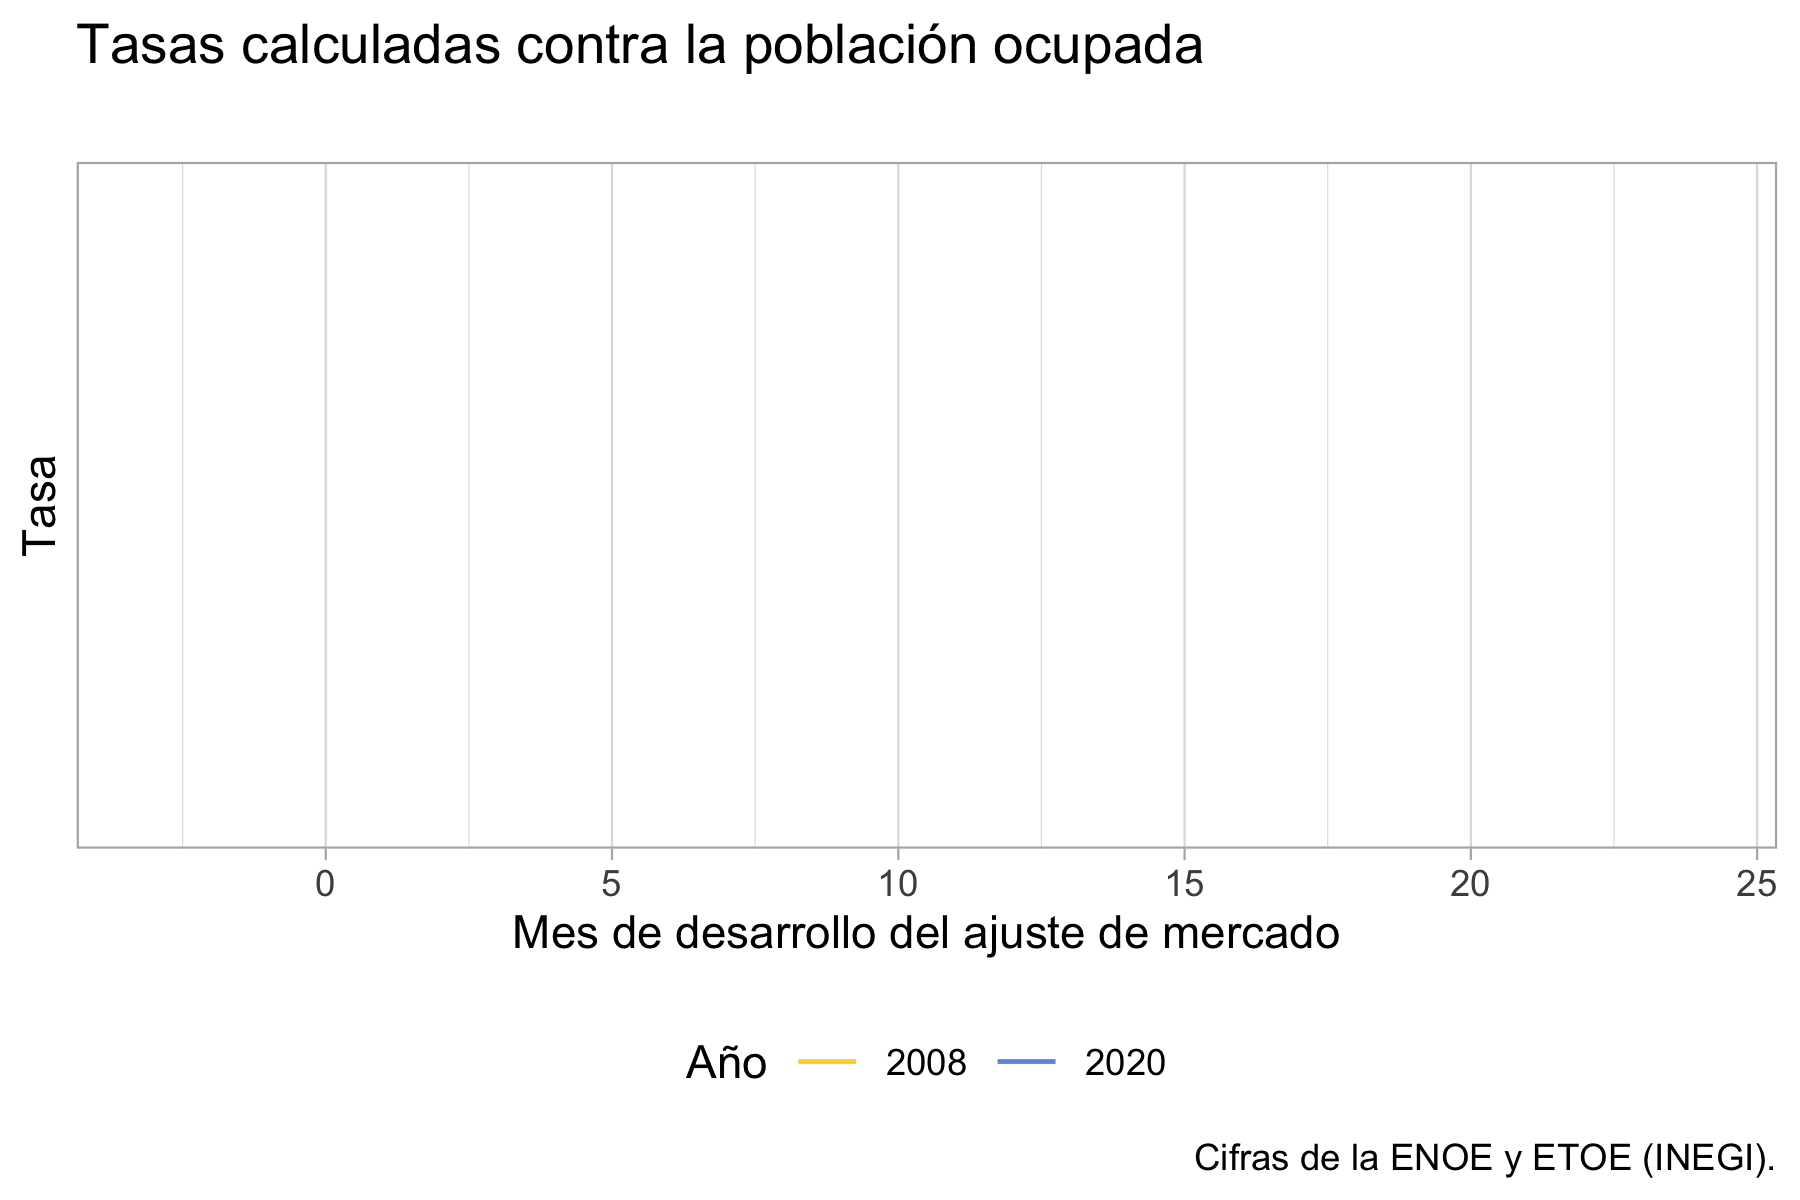 Tasas calculadas contra la población ocupada
Tasa
0 5 10 15 20 25
Mes de desarrollo del ajuste de mercado
Año 2008 2020
Cifras de la ENOE y ETOE (INEGI).